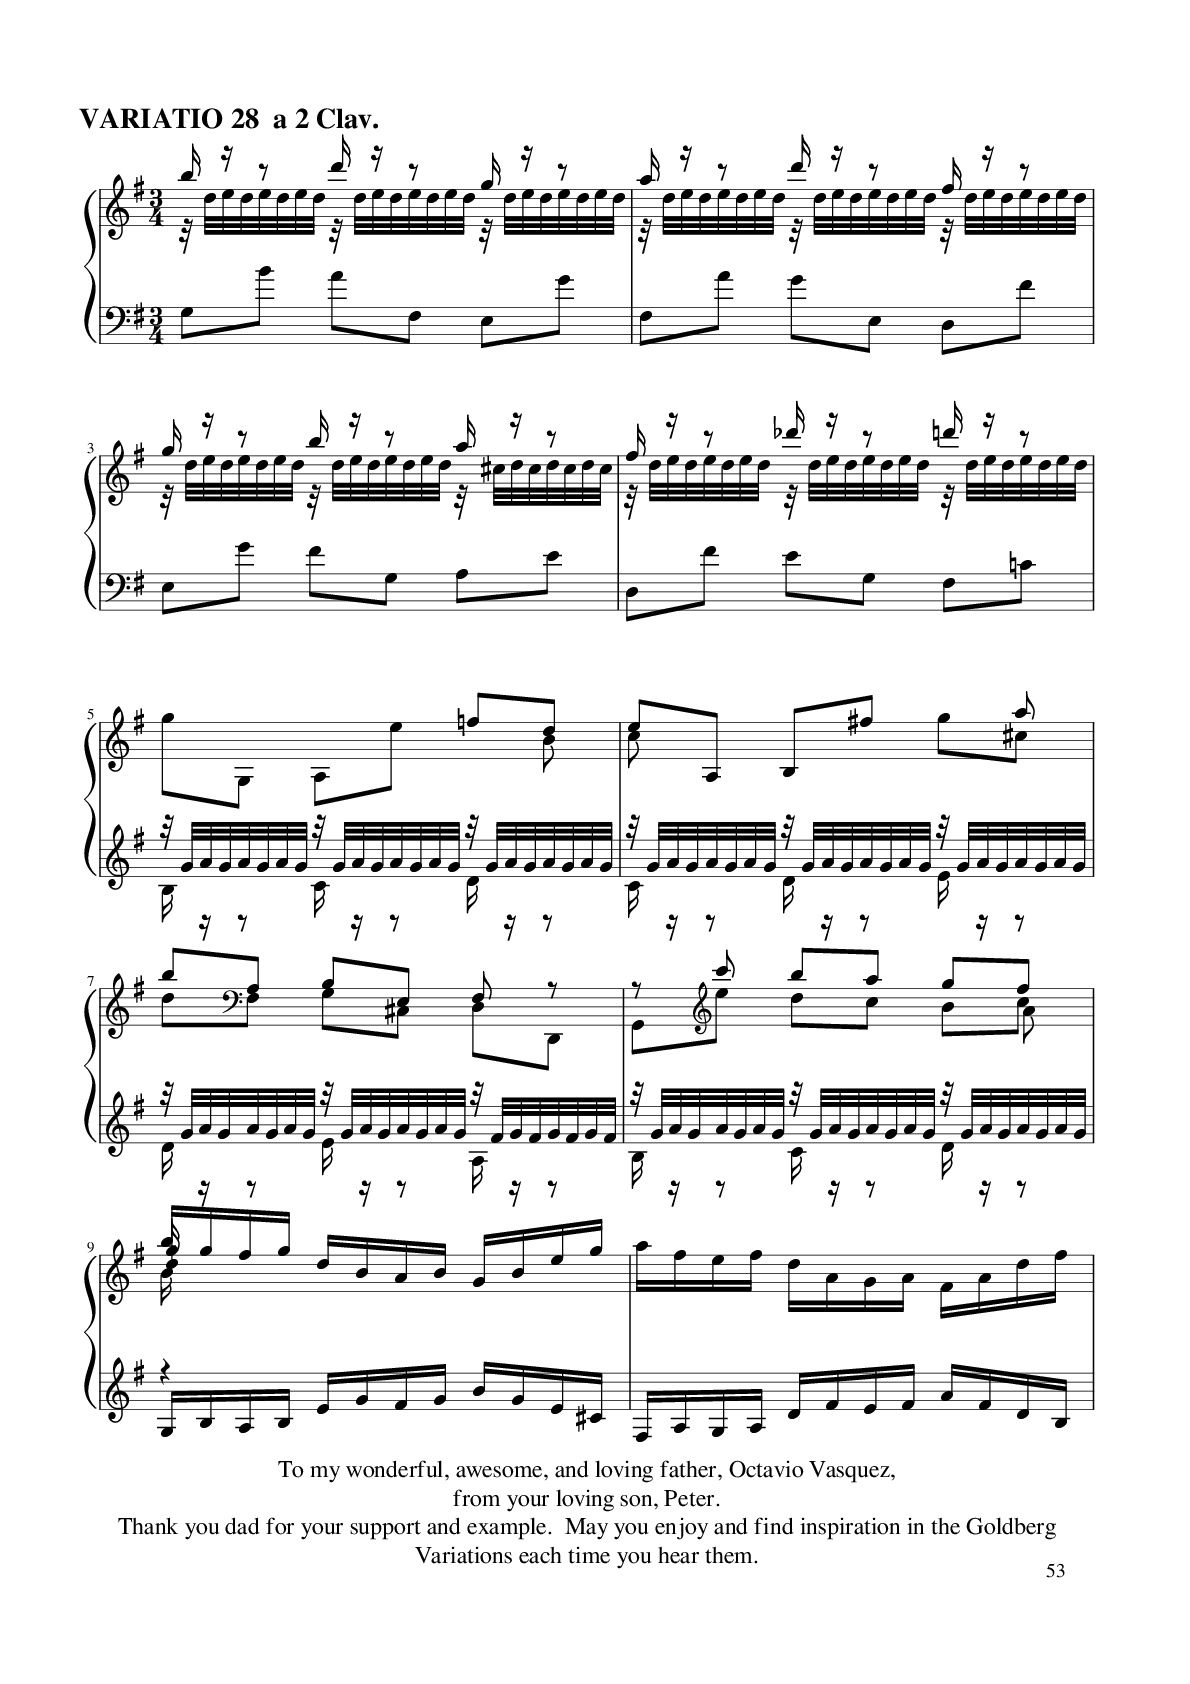 VARIATIO 28  a 2 Clav.
3
4
3
4
3
5
7
9
To my wonderful, awesome, and loving father, Octavio Vasquez,
from your loving son, Peter.
Thank you dad for your support and example.  May you enjoy and find inspiration in the Goldberg
Variations each time you hear them.
53